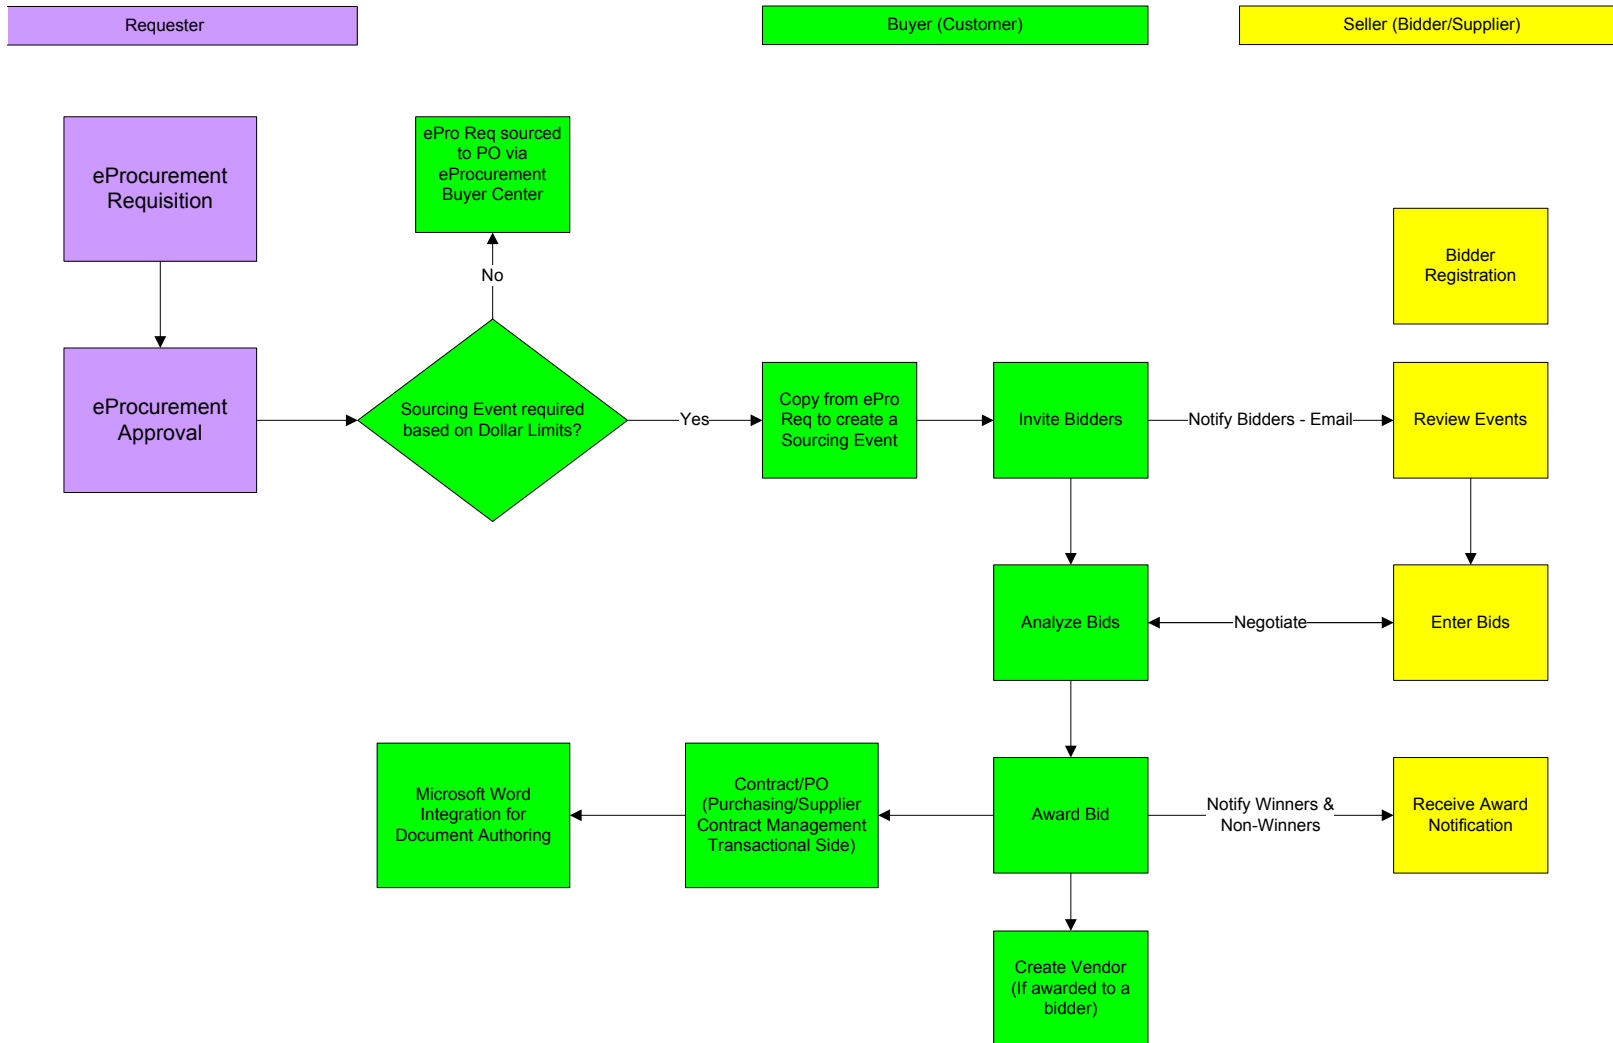 Requester
Buyer (Customer)
Seller (Bidder/Supplier)
eProcurement
Requisition
ePro Req sourced
to PO via
eProcurement
Buyer Center
Bidder
Registration
No
eProcurement
Approval
Sourcing Event required
based on Dollar Limits?
Yes
Copy from ePro
Req to create a
Sourcing Event
Invite Bidders
Notify Bidders - Email
Review Events
Analyze Bids
Negotiate
Enter Bids
Microsoft Word
Integration for
Document Authoring
Contract/PO
(Purchasing/Supplier
Contract Management
Transactional Side)
Award Bid
Notify Winners &
Non-Winners
Receive Award
Notification
Create Vendor
(If awarded to a
bidder)